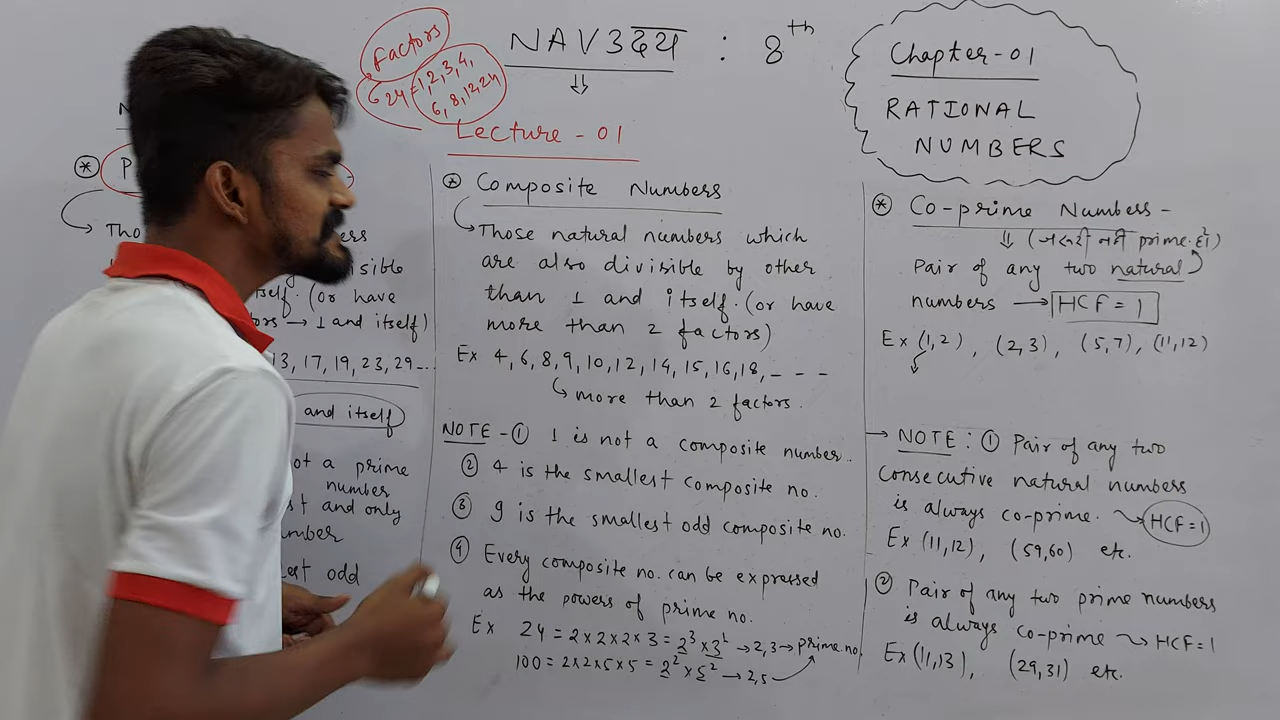 Factors
24 = 1, 2, 3, 4,
6, 8, 12, 24
NAV3दय : 8th
Lecture - 01
Chapter-01
RATIONAL
NUMBERS
P
Tho
sible
(or have
1 and itself)
13, 17, 19, 23, 29 ...
and itself
ot a prime
number
st and only
mber
est odd
Composite Numbers
Those natural numbers which
are also divisible by other
than 1 and itself. (or have
more than 2 factors)
Ex 4, 6, 8, 9, 10, 12, 14, 15, 16, 18, - - -
more than 2 factors.
NOTE - ① 1 is not a composite number.
② 4 is the smallest composite no.
③ 9 is the smallest odd composite no.
④ Every composite no. can be expressed
as the powers of prime no.
Ex 24 = 2×2×2×3 = 2³×3¹ → 2,3 → prime no.
100 = 2×2×5×5 = 2²×5² → 2,5
Co-prime Numbers -
(जरूरी नहीं prime हो)
Pair of any two natural
numbers → HCF = 1
Ex (1,2), (2,3), (5,7), (11,12)
→ NOTE: ① Pair of any two
Consecutive natural numbers
is always co-prime. HCF=1
Ex (11,12), (59,60) etc.
② Pair of any two prime numbers
is always co-prime HCF=1
Ex (11,13), (29,31) etc.